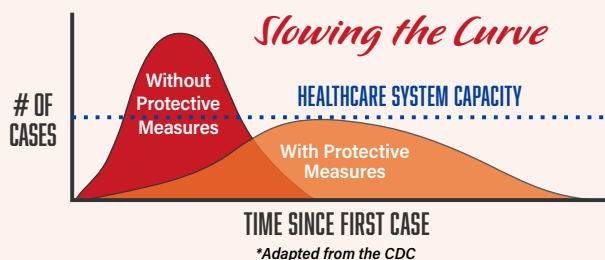 Slowing the Curve
HEALTHCARE SYSTEM CAPACITY
# OF
CASES
Without
Protective
Measures
With Protective
Measures
TIME SINCE FIRST CASE
*Adapted from the CDC